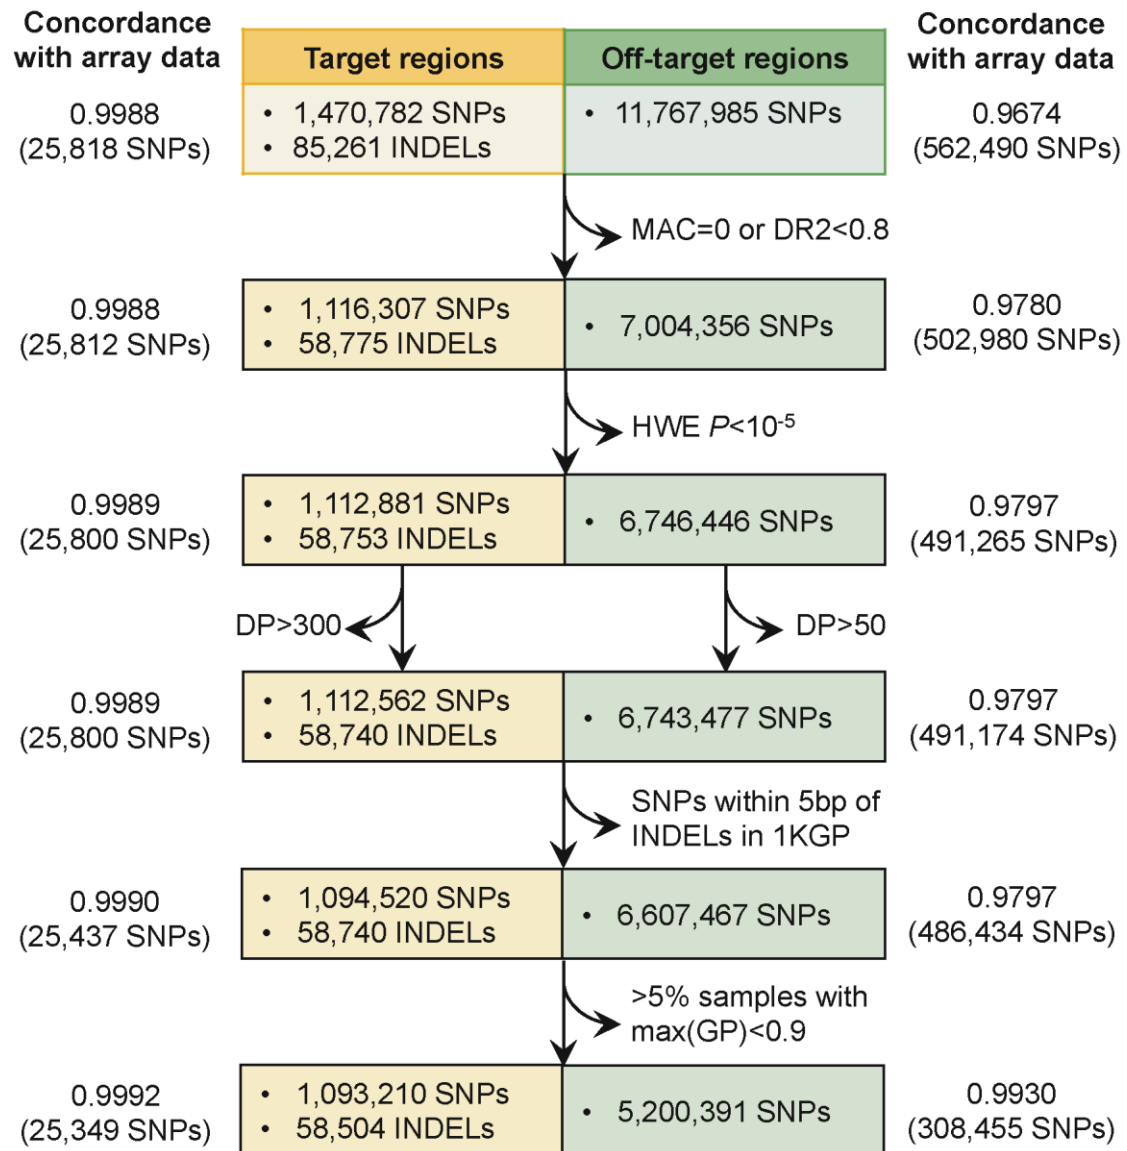 Concordance
with array data
Target regions
Off-target regions
Concordance
with array data
0.9988
(25,818 SNPs)
• 1,470,782 SNPs
• 85,261 INDELs
• 11,767,985 SNPs
0.9674
(562,490 SNPs)
MAC=0 or DR2<0.8
0.9988
(25,812 SNPs)
• 1,116,307 SNPs
• 58,775 INDELs
• 7,004,356 SNPs
0.9780
(502,980 SNPs)
HWE P<10⁻⁵
0.9989
(25,800 SNPs)
• 1,112,881 SNPs
• 58,753 INDELs
• 6,746,446 SNPs
0.9797
(491,265 SNPs)
DP>300
DP>50
0.9989
(25,800 SNPs)
• 1,112,562 SNPs
• 58,740 INDELs
• 6,743,477 SNPs
0.9797
(491,174 SNPs)
SNPs within 5bp of
INDELs in 1KGP
0.9990
(25,437 SNPs)
• 1,094,520 SNPs
• 58,740 INDELs
• 6,607,467 SNPs
0.9797
(486,434 SNPs)
>5% samples with
max(GP)<0.9
0.9992
(25,349 SNPs)
• 1,093,210 SNPs
• 58,504 INDELs
• 5,200,391 SNPs
0.9930
(308,455 SNPs)